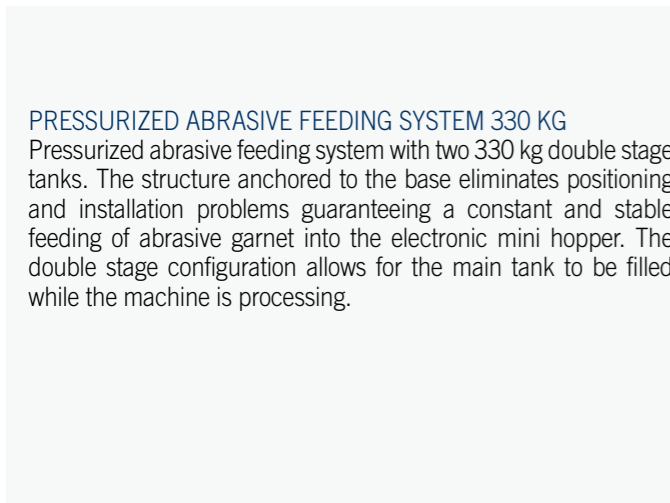 PRESSURIZED ABRASIVE FEEDING SYSTEM 330 KG
Pressurized abrasive feeding system with two 330 kg double stage
tanks. The structure anchored to the base eliminates positioning
and installation problems guaranteeing a constant and stable
feeding of abrasive garnet into the electronic mini hopper. The
double stage configuration allows for the main tank to be filled
while the machine is processing.